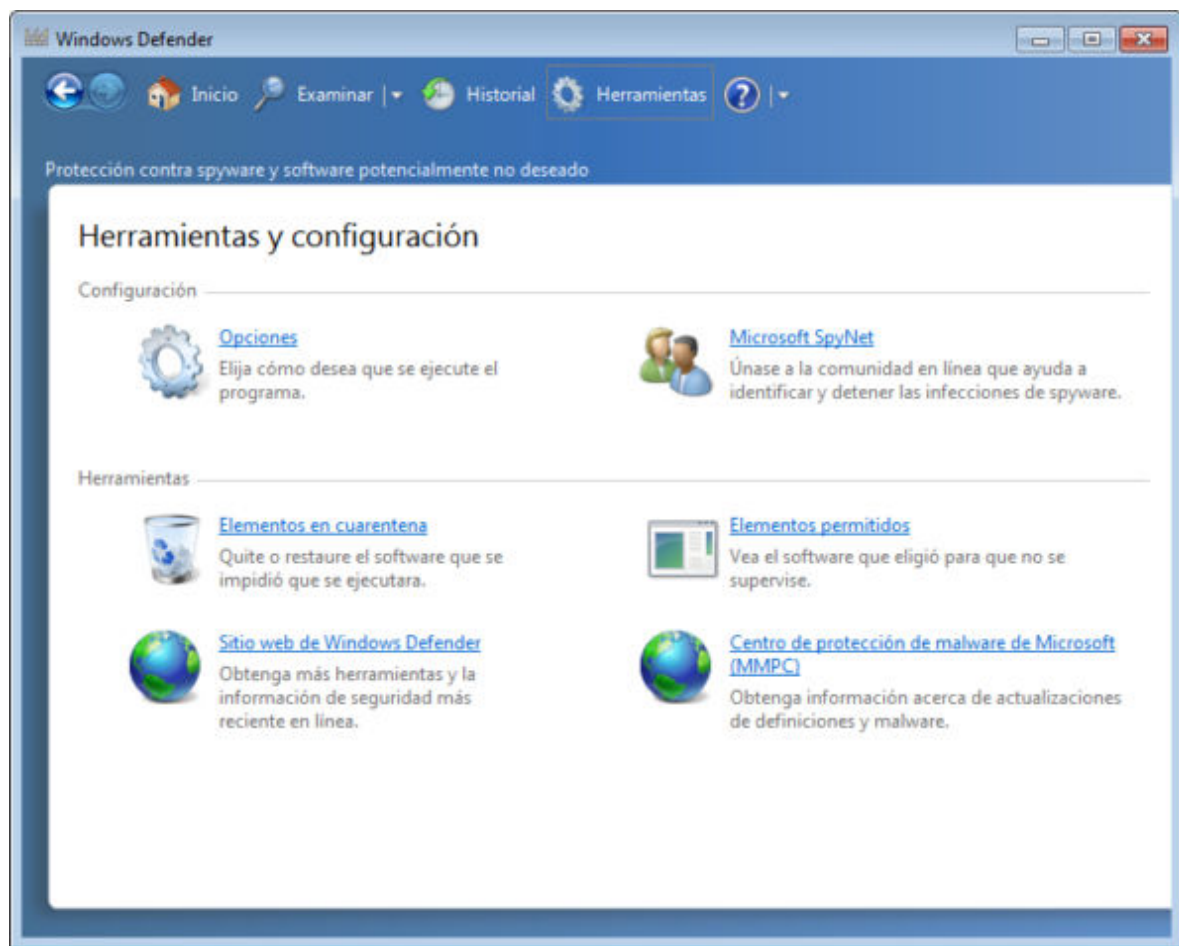 Windows Defender
Inicio Examinar Historial Herramientas
Protección contra spyware y software potencialmente no deseado
Herramientas y configuración
Configuración
Opciones
Elija cómo desea que se ejecute el
programa.
Microsoft SpyNet
Únase a la comunidad en línea que ayuda a
identificar y detener las infecciones de spyware.
Herramientas
Elementos en cuarentena
Quite o restaure el software que se
impidió que se ejecutara.
Elementos permitidos
Vea el software que eligió para que no se
supervise.
Sitio web de Windows Defender
Obtenga más herramientas y la
información de seguridad más
reciente en línea.
Centro de protección de malware de Microsoft
(MMPC)
Obtenga información acerca de actualizaciones
de definiciones y malware.